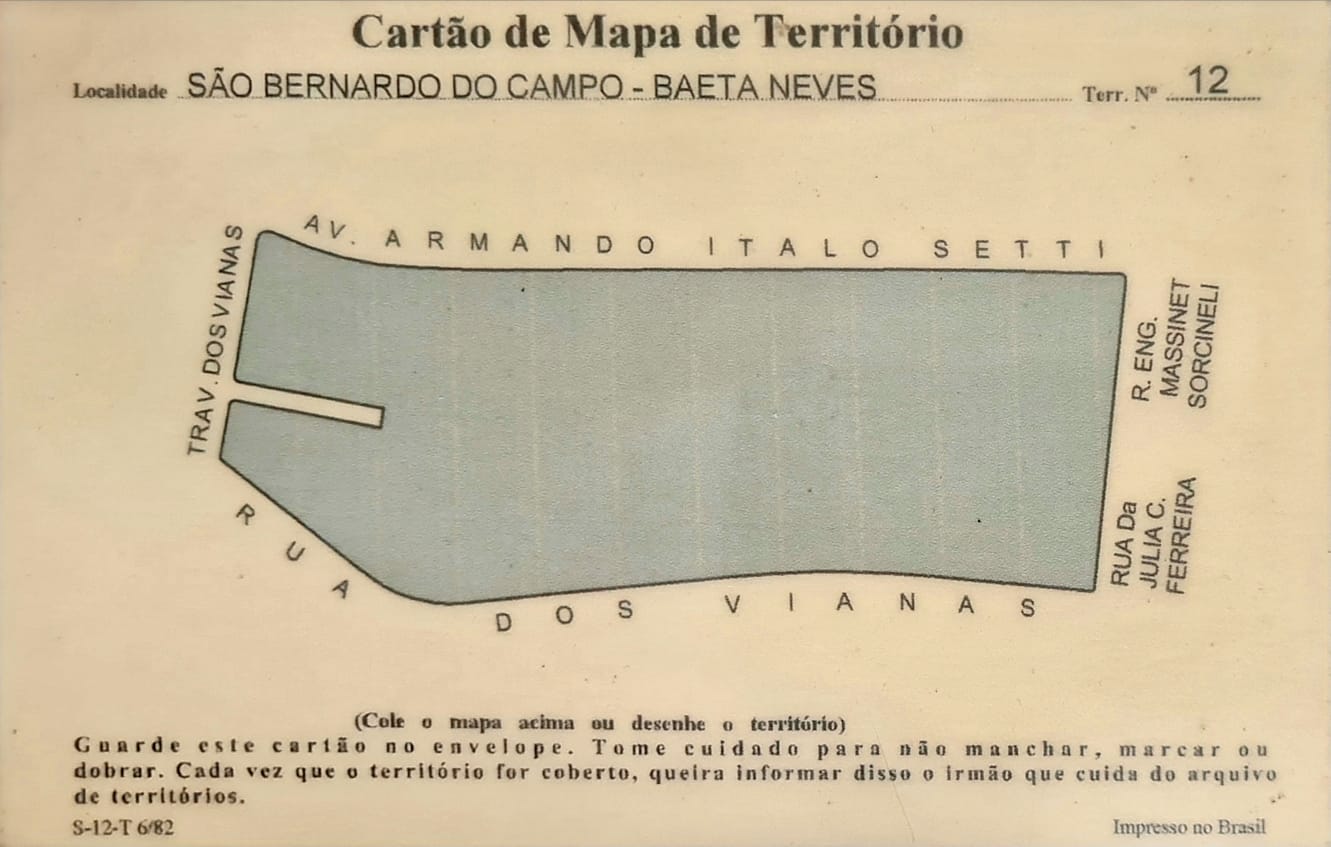 Cartão de Mapa de Território
Localidade SÃO BERNARDO DO CAMPO - BAETA NEVES Terr. Nº 12
AV. ARMANDO ITALO SETTI
TRAV. DOS VIANAS
R. ENG.
MASSINET
SORCINELI
RUA Da
JULIA C.
FERREIRA
RUA DOS VIANAS
(Cole o mapa acima ou desenhe o território)
Guarde este cartão no envelope. Tome cuidado para não manchar, marcar ou
dobrar. Cada vez que o território for coberto, queira informar disso o irmão que cuida do arquivo
de territórios.
S-12-T 6/82 Impresso no Brasil